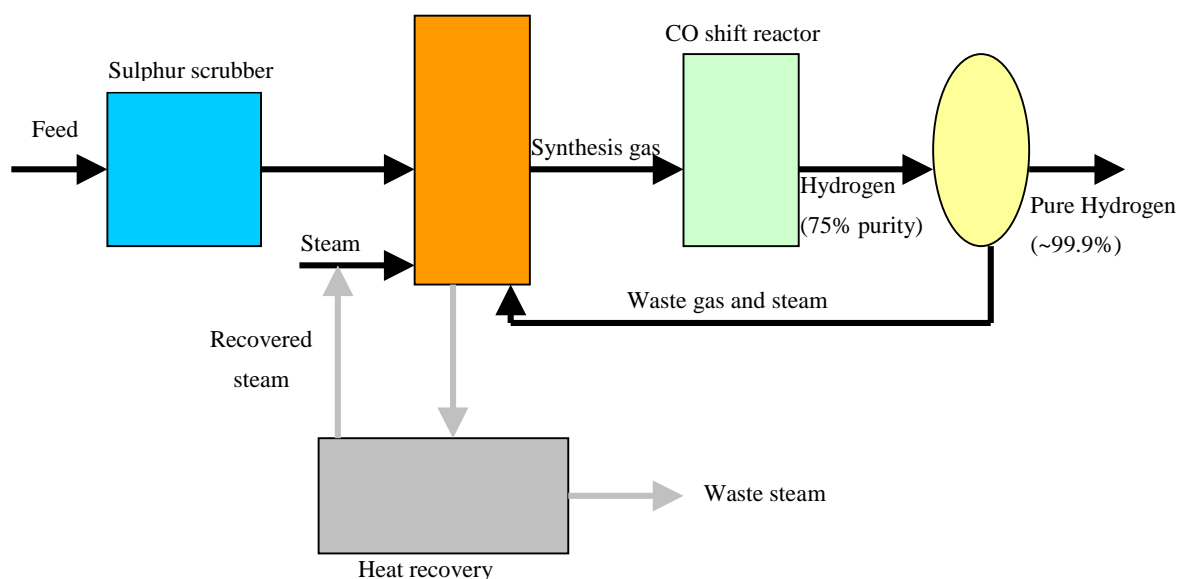 CO shift reactor
Sulphur scrubber
Feed
Synthesis gas
Hydrogen
(75% purity)
Pure Hydrogen
(~99.9%)
Steam
Waste gas and steam
Recovered
steam
Waste steam
Heat recovery